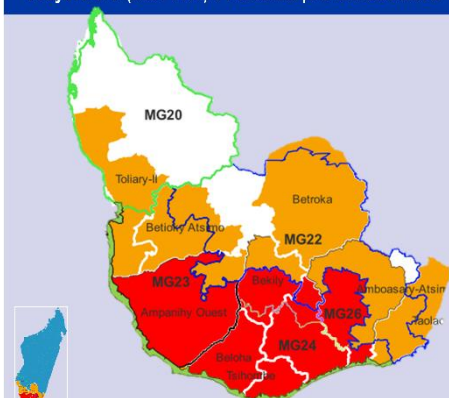 MG20
Toliary-II
Betroka
Betioky Atsimo
MG22
MG23
Bekily
Amboasary-Atsim
Ampanihy Ouest
MG26
MG24
Beloha
Tsihombe